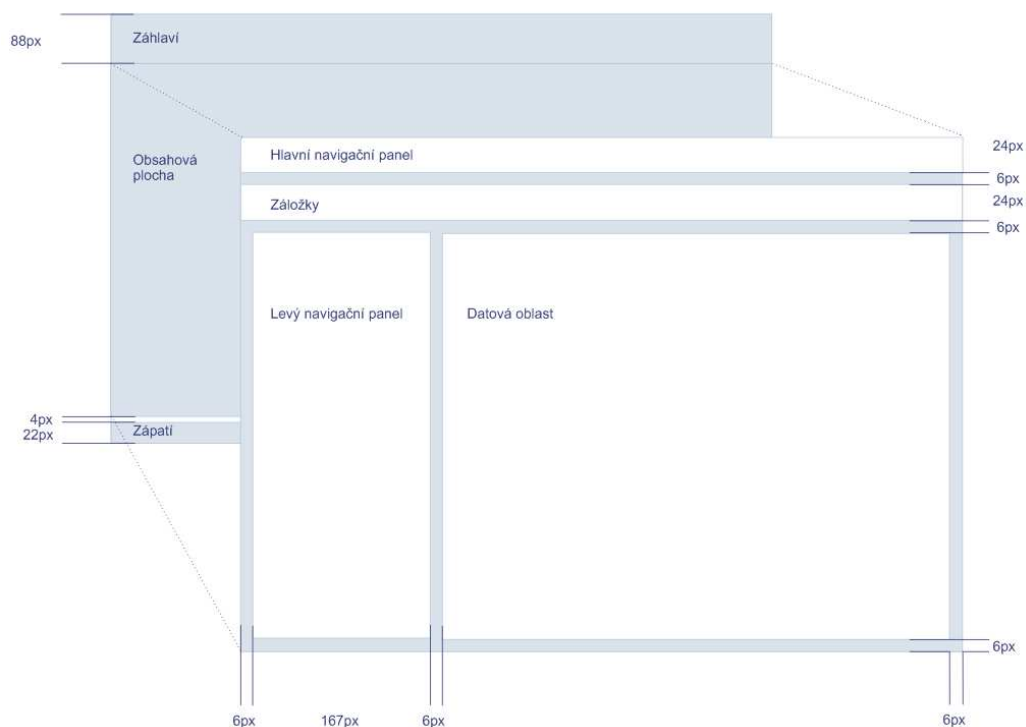 Záhlaví
88px
Hlavní navigační panel
24px
Obsahová
plocha
6px
Záložky
24px
6px
Levý navigační panel
Datová oblast
4px
Zápatí
22px
6px
6px
167px
6px
6px